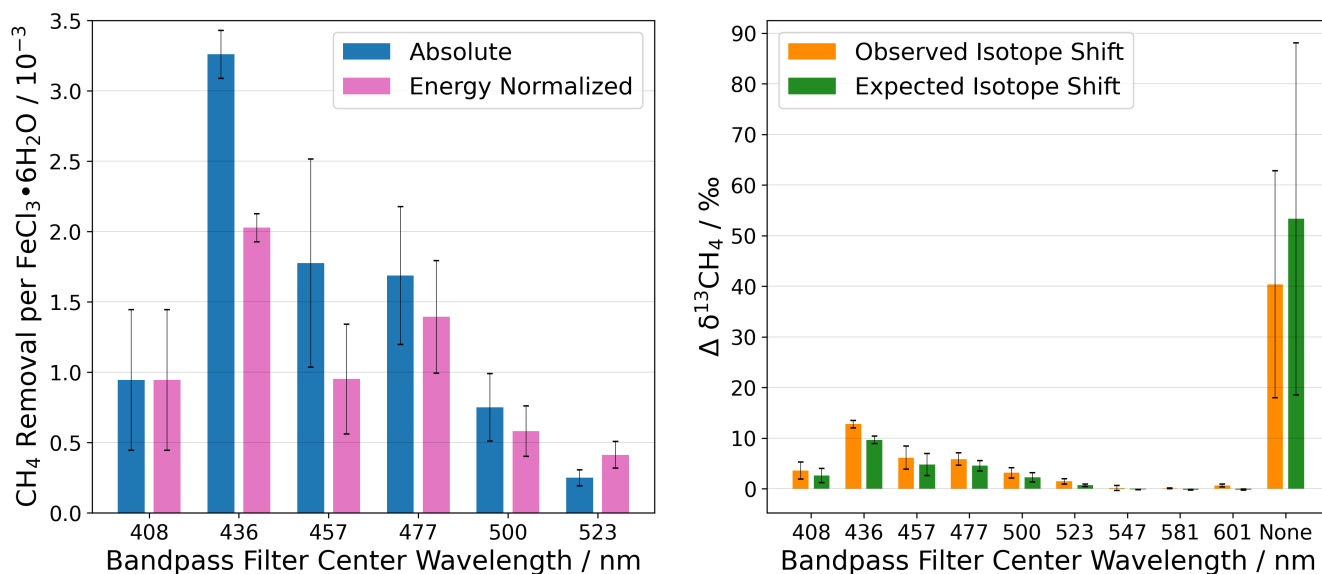 CH₄ Removal per FeCl₃•6H₂O / 10⁻³
3.5
3.0
2.5
2.0
1.5
1.0
0.5
0.0
Absolute
Energy Normalized
408 436 457 477 500 523
Bandpass Filter Center Wavelength / nm
Δ δ¹³CH₄ / ‰
90
80
70
60
50
40
30
20
10
0
Observed Isotope Shift
Expected Isotope Shift
408 436 457 477 500 523 547 581 601 None
Bandpass Filter Center Wavelength / nm